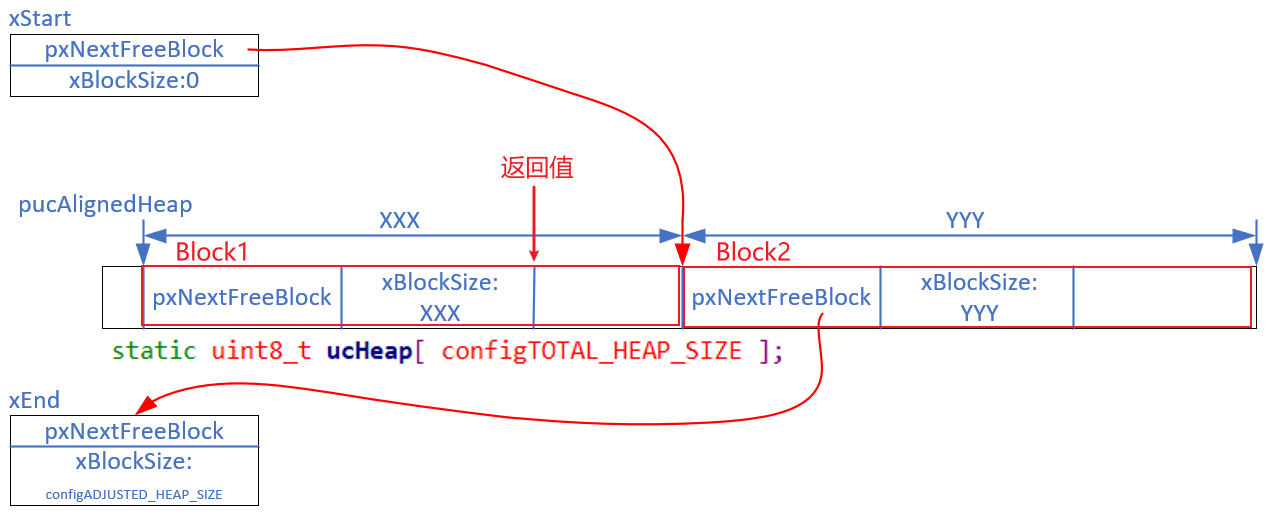 xStart
pxNextFreeBlock
xBlockSize:0
返回值
pucAlignedHeap
XXX
YYY
Block1
Block2
pxNextFreeBlock
xBlockSize:
XXX
pxNextFreeBlock
xBlockSize:
YYY
static uint8_t ucHeap[ configTOTAL_HEAP_SIZE ];
xEnd
pxNextFreeBlock
xBlockSize:
configADJUSTED_HEAP_SIZE